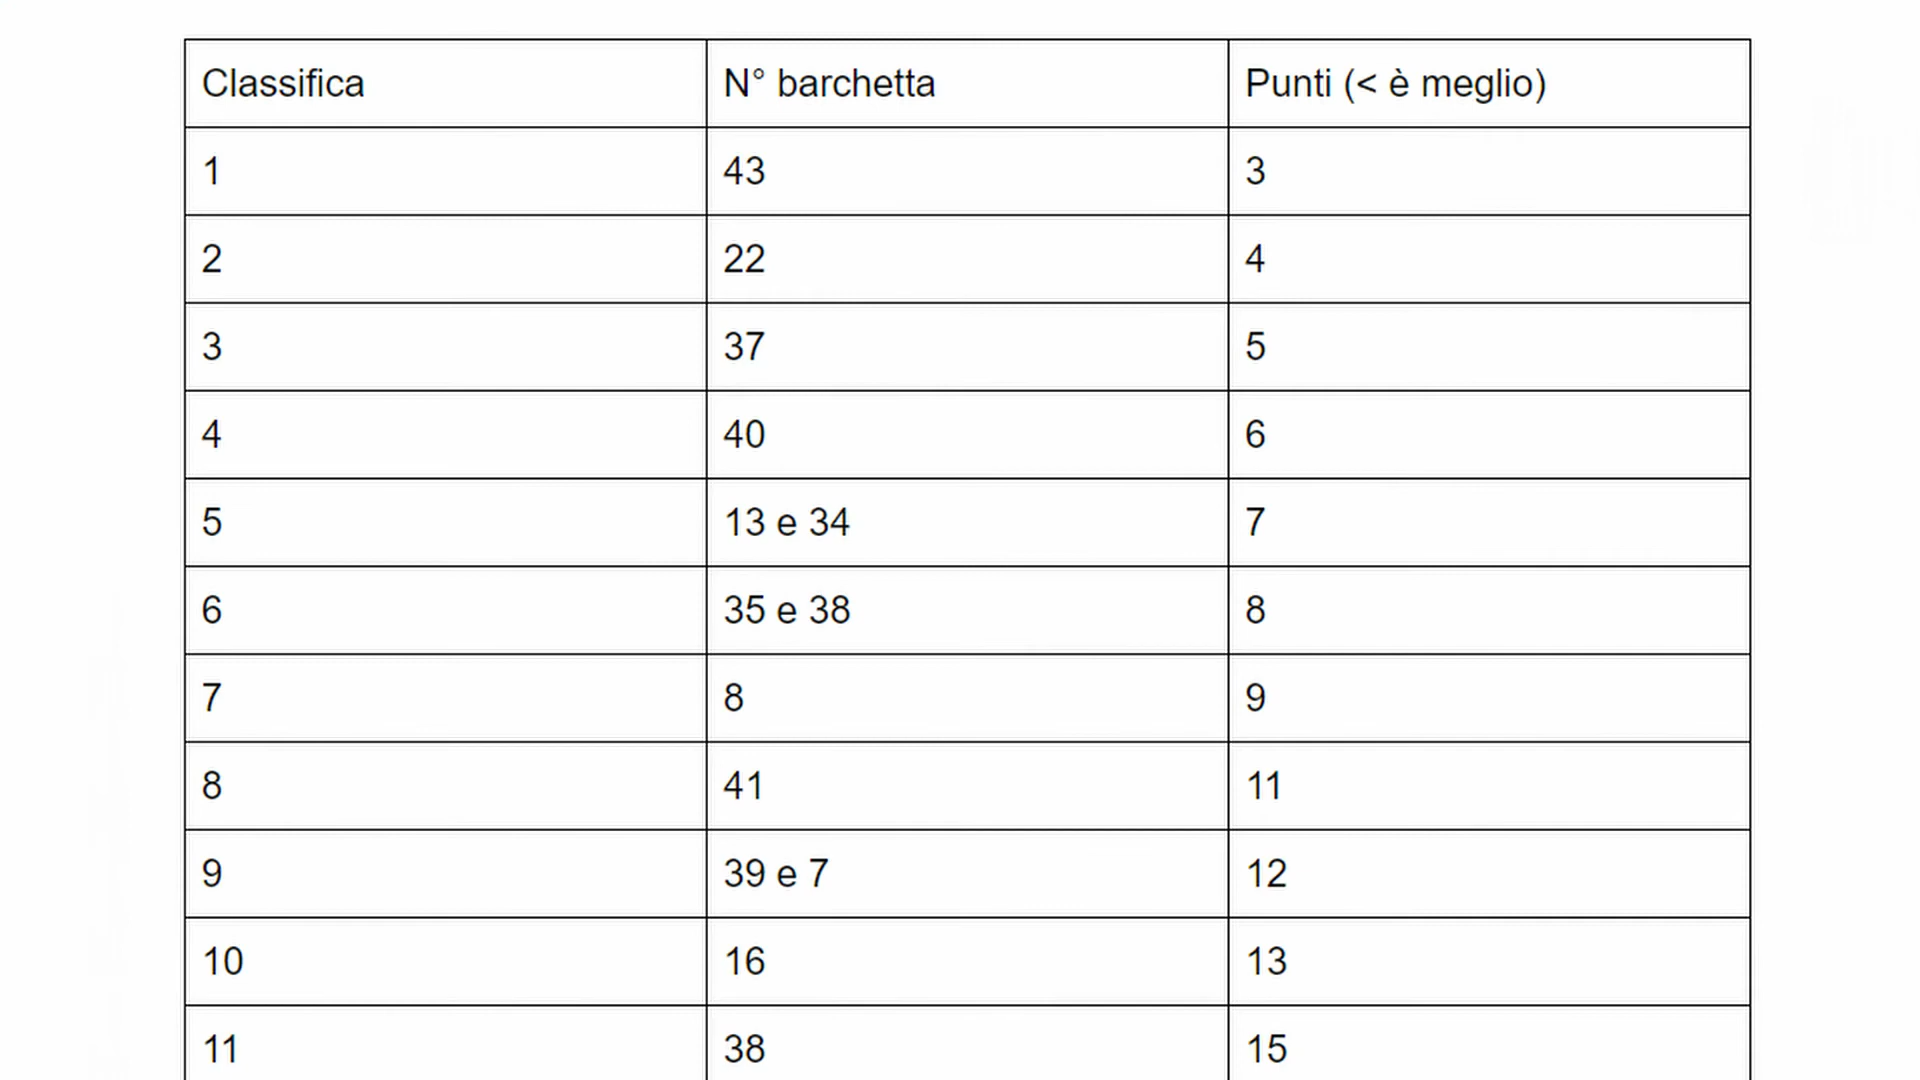 Classifica N° barchetta Punti (< è meglio)
1 43 3
2 22 4
3 37 5
4 40 6
5 13 e 34 7
6 35 e 38 8
7 8 9
8 41 11
9 39 e 7 12
10 16 13
11 38 15